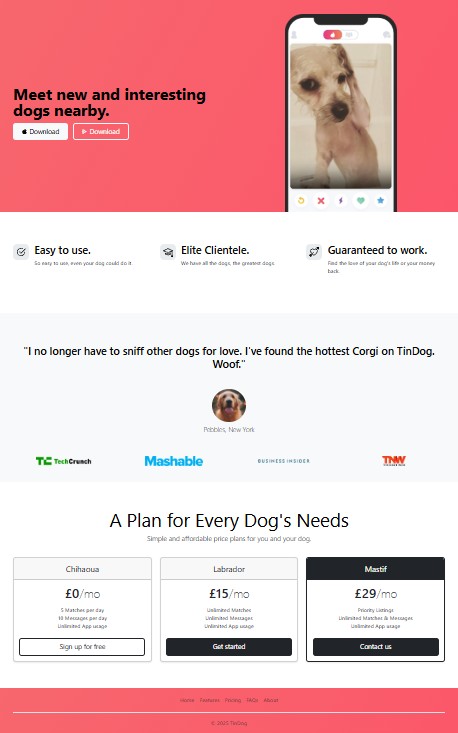 Meet new and interesting
dogs nearby.
Download
Download
Easy to use.
So easy to use, even your dog could do it.
Elite Clientele.
We have all the dogs, the greatest dogs.
Guaranteed to work.
Find the love of your dog's life or your money
back.
"I no longer have to sniff other dogs for love. I've found the hottest Corgi on TinDog.
Woof."
Pebbles, New York
TC TechCrunch
Mashable
BUSINESS INSIDER
TNW
A Plan for Every Dog's Needs
Simple and affordable price plans for you and your dog.
Chihaoua
£0/mo
5 Matches per day
10 Messages per day
Unlimited App usage
Sign up for free
Labrador
£15/mo
Unlimited Matches
Unlimited Messages
Unlimited App usage
Get started
Mastif
£29/mo
Priority Listings
Unlimited Matches & Messages
Unlimited App usage
Contact us
Home Features Pricing FAQs About
© 2023 TinDog